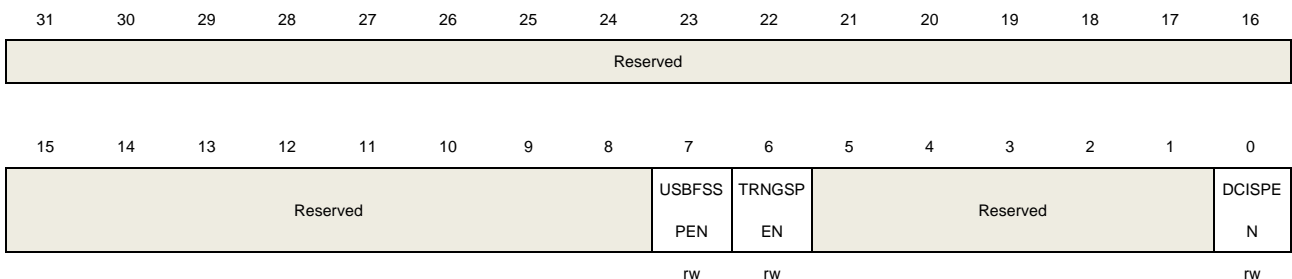 31 30 29 28 27 26 25 24 23 22 21 20 19 18 17 16
Reserved
15 14 13 12 11 10 9 8 7 6 5 4 3 2 1 0
Reserved USBFSS PEN TRNGSP EN Reserved DCISPE N
rw rw rw